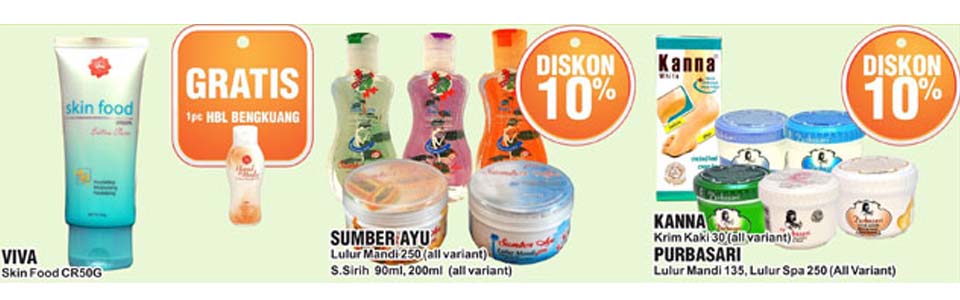 skin food
VIVA
Skin Food CR50G
GRATIS
1pc HBL BENGKUANG
DISKON
10%
SUMBER AYU
Lulur Mandi 250 (all variant)
S.Sirih 90ml, 200ml (all variant)
Kanna
White
DISKON
10%
KANNA
Krim Kaki 30 (all variant)
PURBASARI
Lulur Mandi 135, Lulur Spa 250 (All Variant)